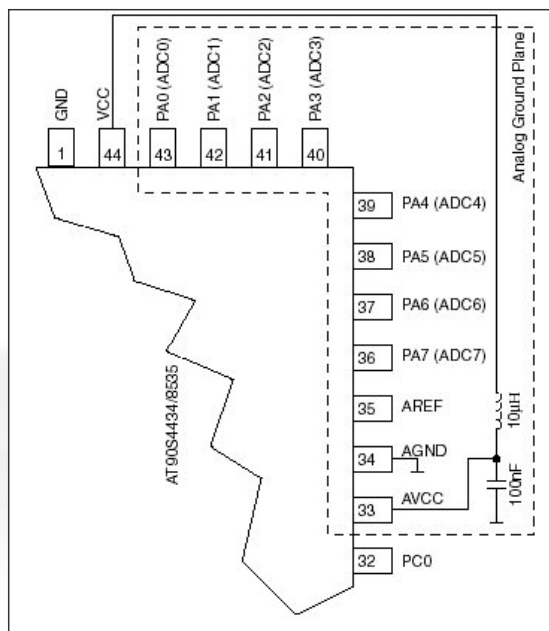 GND
VCC
PA0 (ADC0)
PA1 (ADC1)
PA2 (ADC2)
PA3 (ADC3)
Analog Ground Plane
1
44
43
42
41
40
39 PA4 (ADC4)
38 PA5 (ADC5)
37 PA6 (ADC6)
36 PA7 (ADC7)
35 AREF
34 AGND
33 AVCC
32 PC0
10µH
100nF
AT90S4434/8535